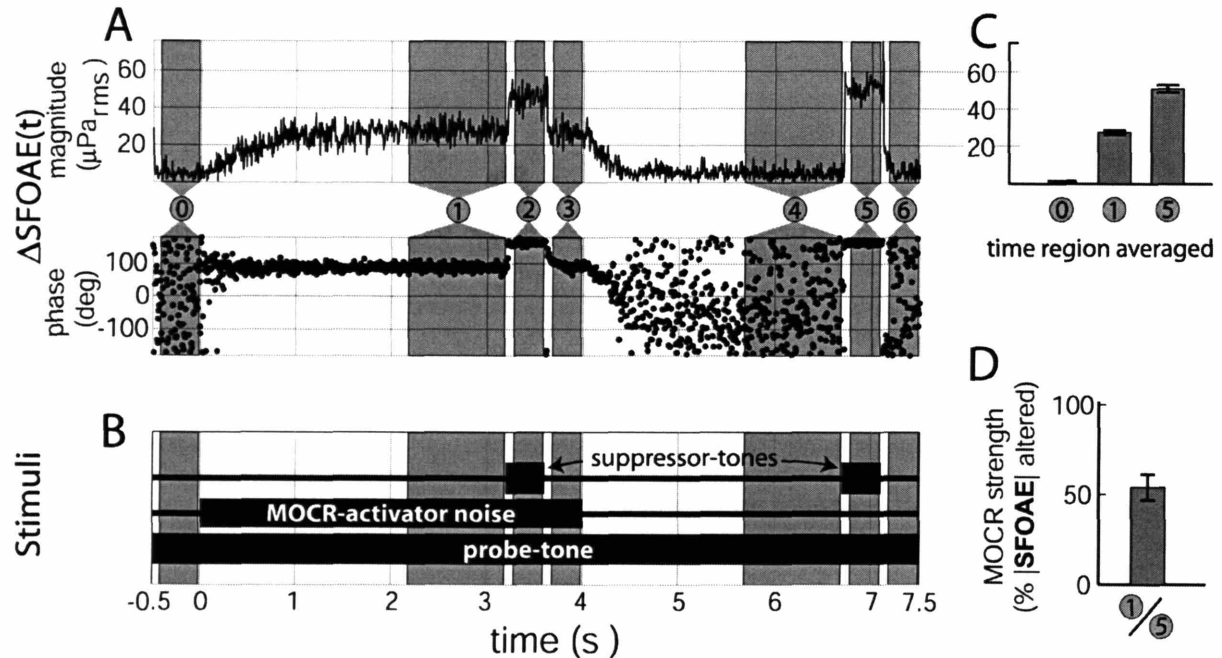 A
ΔSFOAE(t)
magnitude
(μPa rms)
60
40
20
0 1 2 3 4 5 6
phase
(deg)
100
0
-100
B
Stimuli
suppressor-tones
MOCR-activator noise
probe-tone
-0.5 0 1 2 3 4 5 6 7 7.5
time (s)
C
60
40
20
0 1 5
time region averaged
D
MOCR strength
(% |SFOAE| altered)
100
50
0
1/5